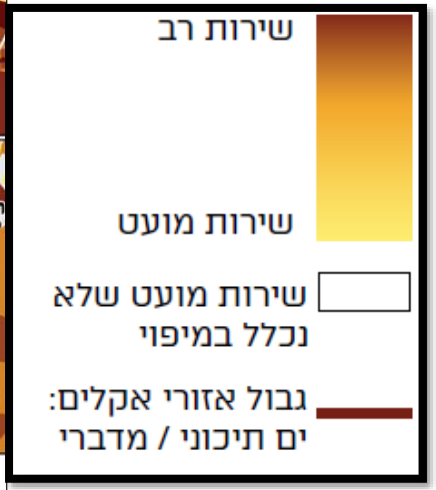 שירות רב
שירות מועט
שירות מועט שלא
נכלל במיפוי
גבול אזורי אקלים:
ים תיכוני / מדברי